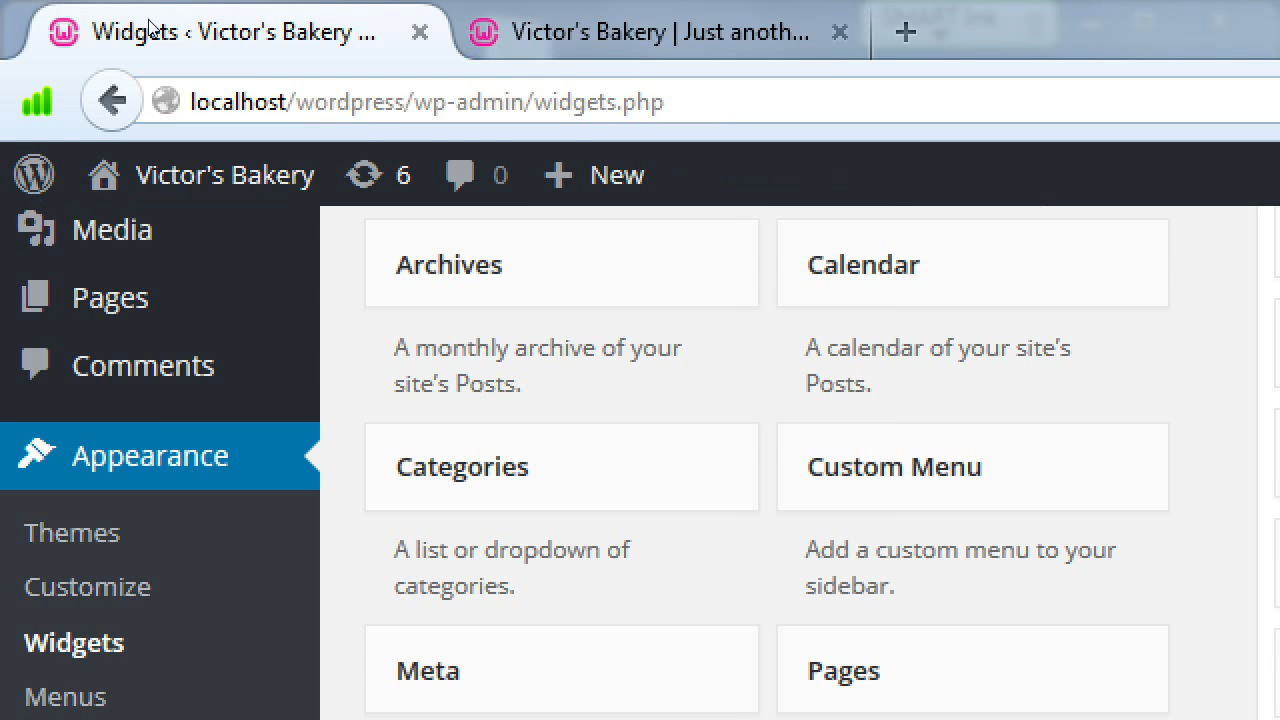 Widgets ‹ Victor's Bakery ...
Victor's Bakery | Just anoth...
localhost/wordpress/wp-admin/widgets.php
Victor's Bakery 6 0 New
Media
Pages
Comments
Appearance
Themes
Customize
Widgets
Menus
Archives
Calendar
A monthly archive of your
site's Posts.
A calendar of your site's
Posts.
Categories
Custom Menu
A list or dropdown of
categories.
Add a custom menu to your
sidebar.
Meta
Pages